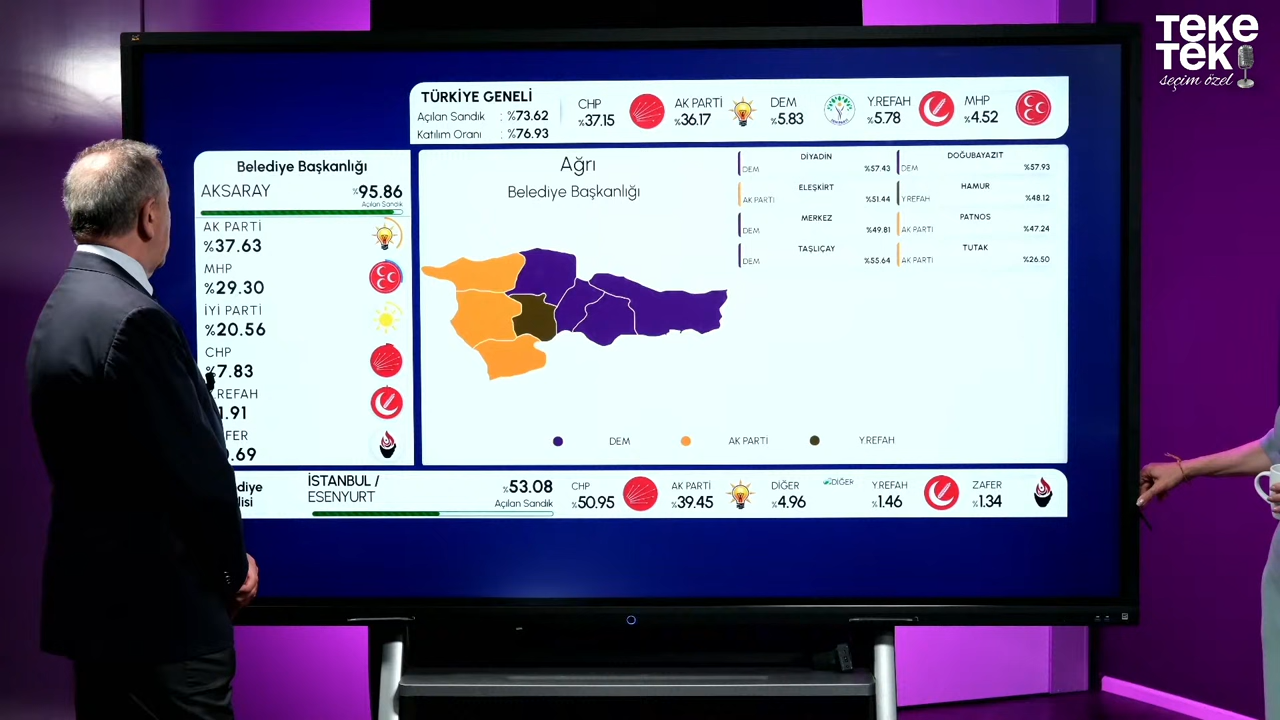 TEKE
TEK
seçim özel
TÜRKİYE GENELİ
Açılan Sandık : %73.62
Katılım Oranı : %76.93
CHP
%37.15
AK PARTİ
%36.17
DEM
%5.83
Y.REFAH
%5.78
MHP
%4.52
Belediye Başkanlığı
AKSARAY
%95.86
Açılan Sandık
AK PARTİ
%37.63
MHP
%29.30
İYİ PARTİ
%20.56
CHP
%7.83
.REFAH
.91
FER
.69
Ağrı
Belediye Başkanlığı
DİYADİN
DEM %57.43
DOĞUBAYAZIT
DEM %57.93
ELEŞKİRT
AK PARTİ %51.44
HAMUR
Y.REFAH %48.12
MERKEZ
DEM %49.81
PATNOS
AK PARTİ %47.24
TAŞLIÇAY
DEM %55.64
TUTAK
AK PARTİ %26.50
DEM
AK PARTİ
Y.REFAH
diye
lisi
İSTANBUL /
ESENYURT
%53.08
Açılan Sandık
CHP
%50.95
AK PARTİ
%39.45
DİĞER
%4.96
DİĞER
Y.REFAH
%1.46
ZAFER
%1.34